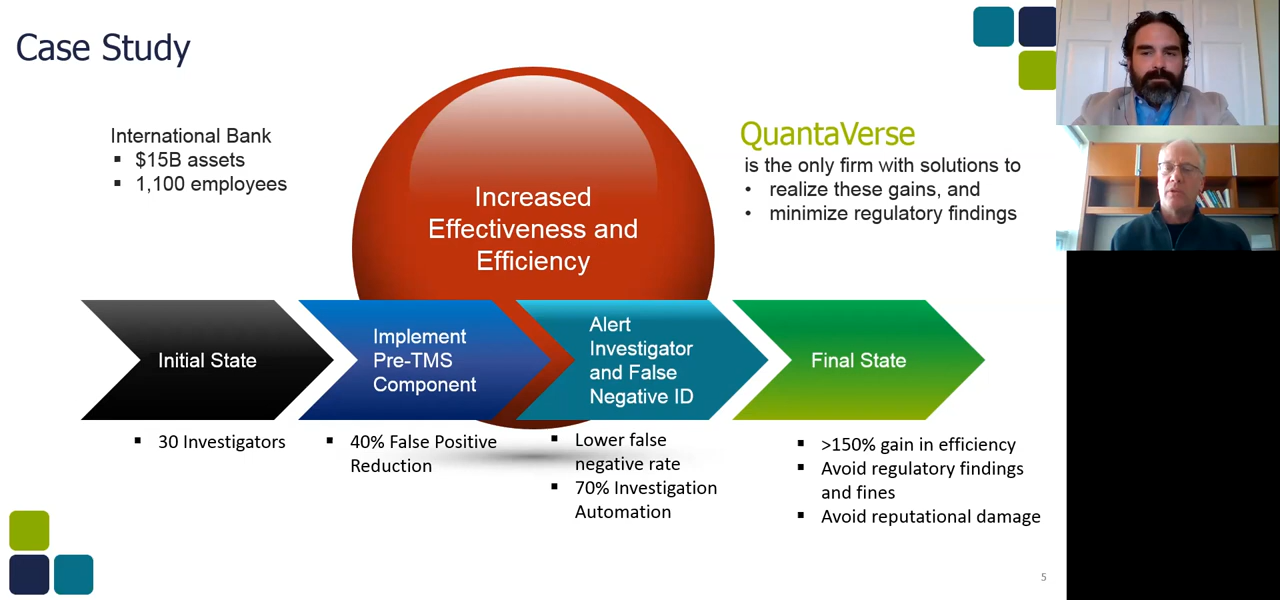 Case Study
International Bank
▪ $15B assets
▪ 1,100 employees
Increased
Effectiveness and
Efficiency
QuantaVerse
is the only firm with solutions to
• realize these gains, and
• minimize regulatory findings
Initial State
Implement
Pre-TMS
Component
Alert
Investigator
and False
Negative ID
Final State
▪ 30 Investigators
▪ 40% False Positive
Reduction
▪ Lower false
negative rate
▪ 70% Investigation
Automation
▪ >150% gain in efficiency
▪ Avoid regulatory findings
and fines
▪ Avoid reputational damage
5